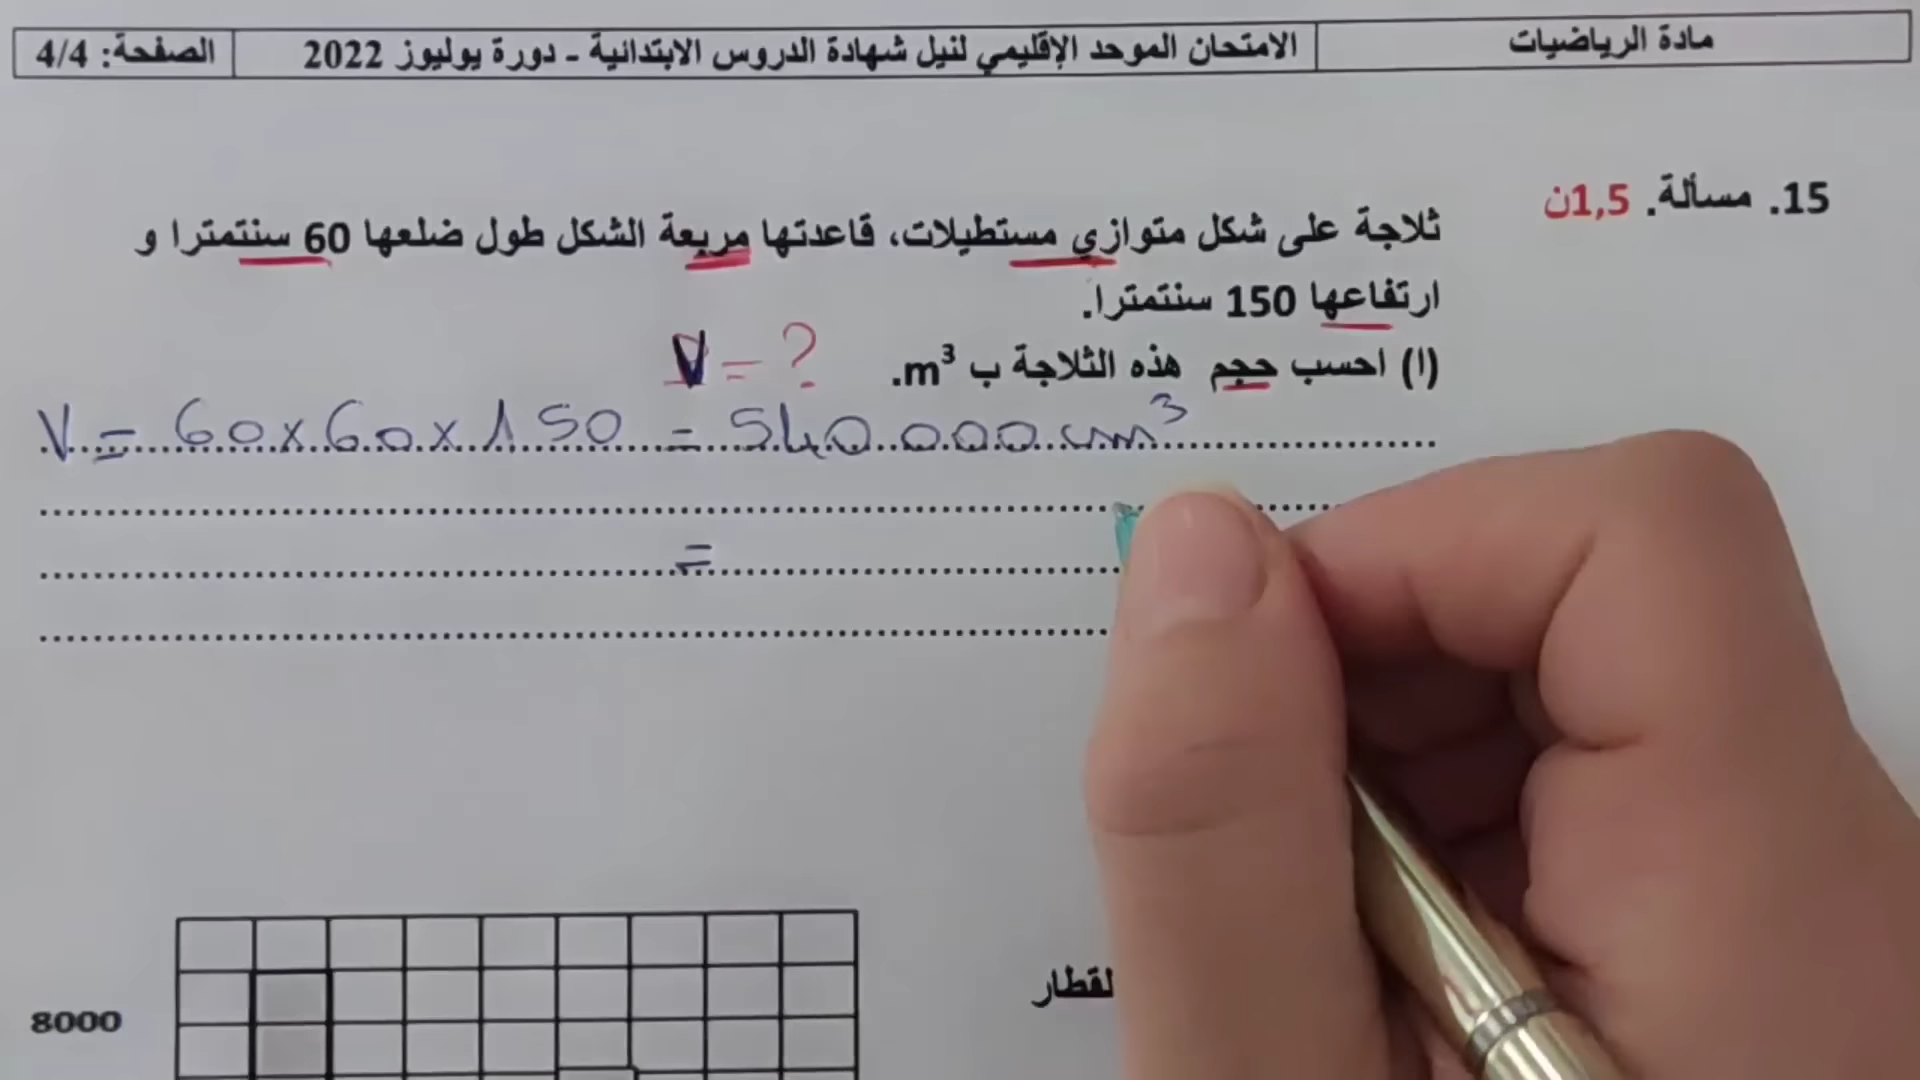 مادة الرياضيات
الامتحان الموحد الإقليمي لنيل شهادة الدروس الابتدائية - دورة يوليوز 2022
الصفحة: 4/4
15. مسألة. 1,5ن
ثلاجة على شكل متوازي مستطيلات، قاعدتها مربعة الشكل طول ضلعها 60 سنتمترا و
ارتفاعها 150 سنتمترا.
(ا) احسب حجم هذه الثلاجة ب m³.
V = ?
V = 60x60x150 = 540 000 cm³
=
لقطار
8000